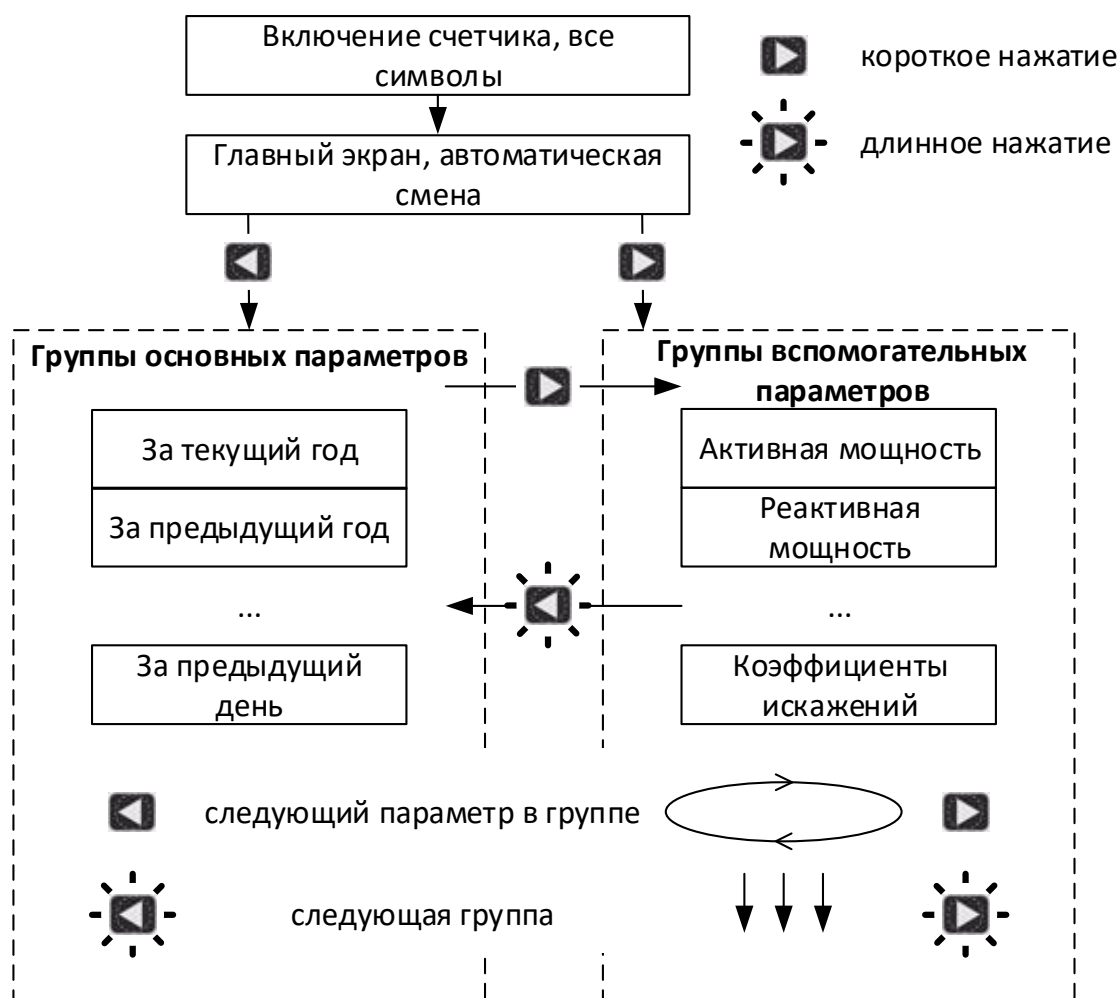 Включение счетчика, все
символы
короткое нажатие
длинное нажатие
Главный экран, автоматическая
смена
Группы основных параметров
Группы вспомогательных
параметров
За текущий год
Активная мощность
За предыдущий год
Реактивная
мощность
...
...
За предыдущий
день
Коэффициенты
искажений
следующий параметр в группе
следующая группа